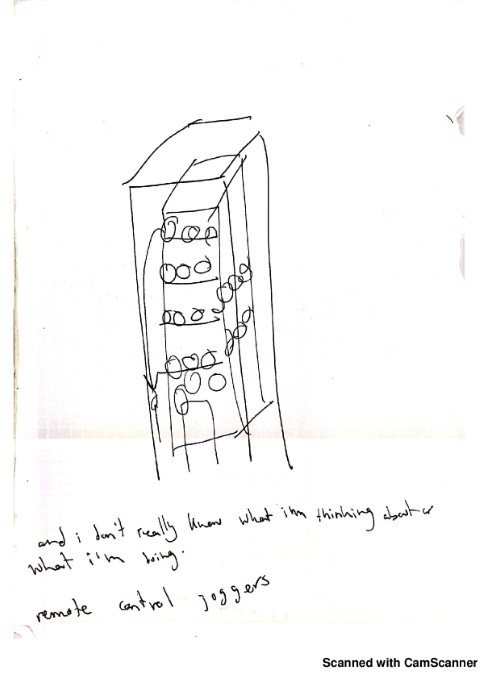 and i don't really know what i'm thinking about or
what i'm doing.
remote control joggers
Scanned with CamScanner